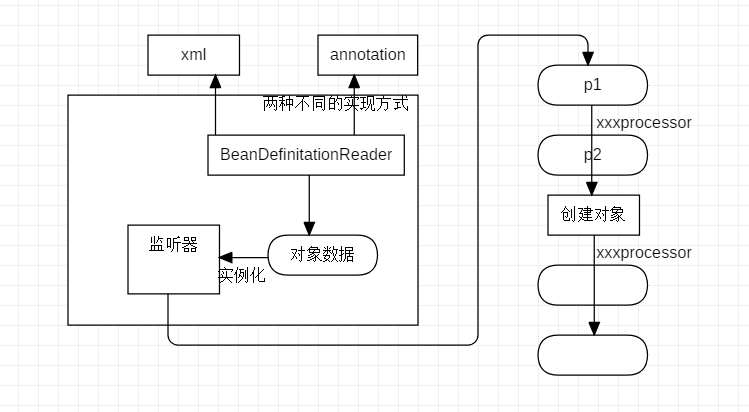 xml
annotation
两种不同的实现方式
BeanDefinitationReader
监听器
对象数据
实例化
p1
xxxprocessor
p2
创建对象
xxxprocessor